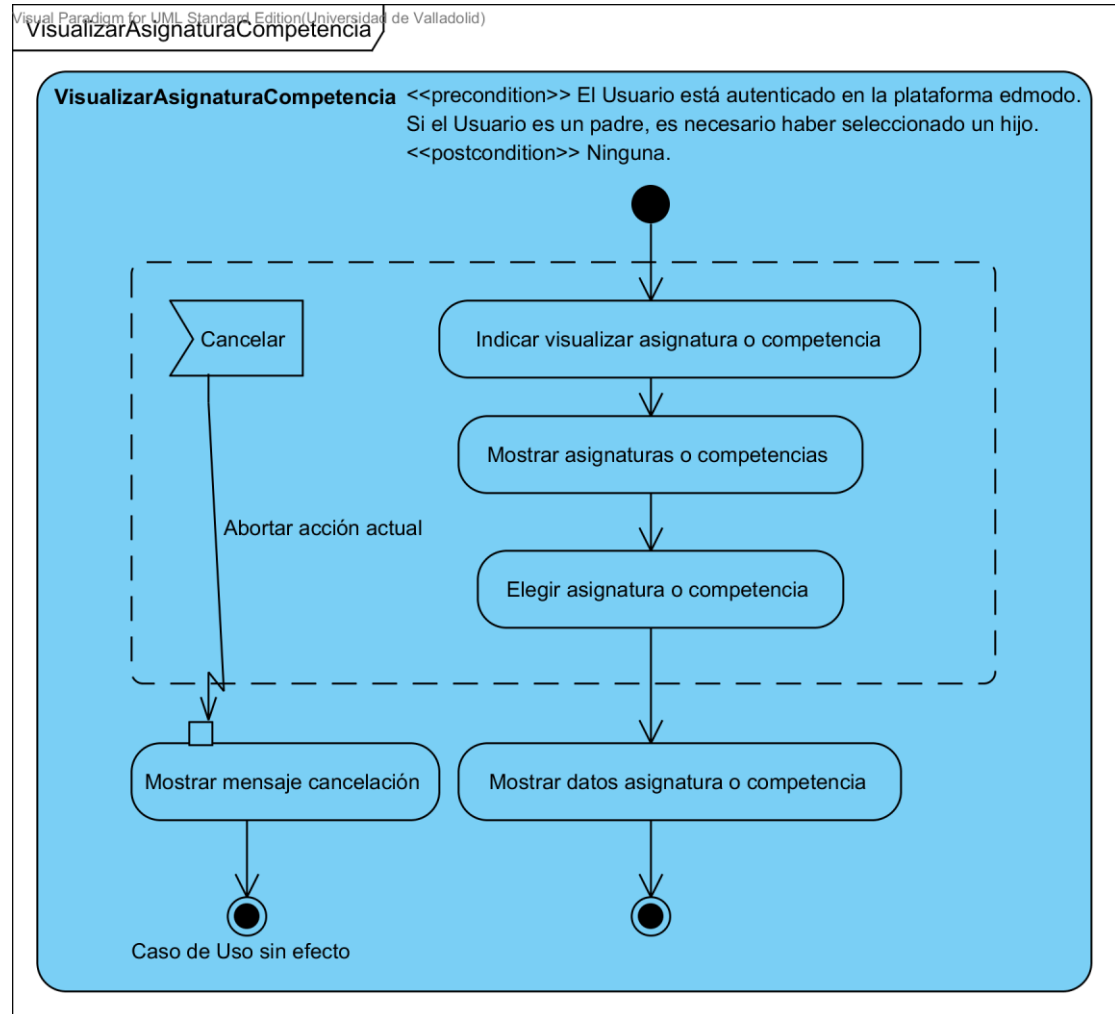 Visual Paradigm for UML Standard Edition(Universidad de Valladolid)
VisualizarAsignaturaCompetencia
VisualizarAsignaturaCompetencia <<precondition>> El Usuario está autenticado en la plataforma edmodo.
Si el Usuario es un padre, es necesario haber seleccionado un hijo.
<<postcondition>> Ninguna.
Cancelar
Indicar visualizar asignatura o competencia
Mostrar asignaturas o competencias
Abortar acción actual
Elegir asignatura o competencia
Mostrar mensaje cancelación
Mostrar datos asignatura o competencia
Caso de Uso sin efecto